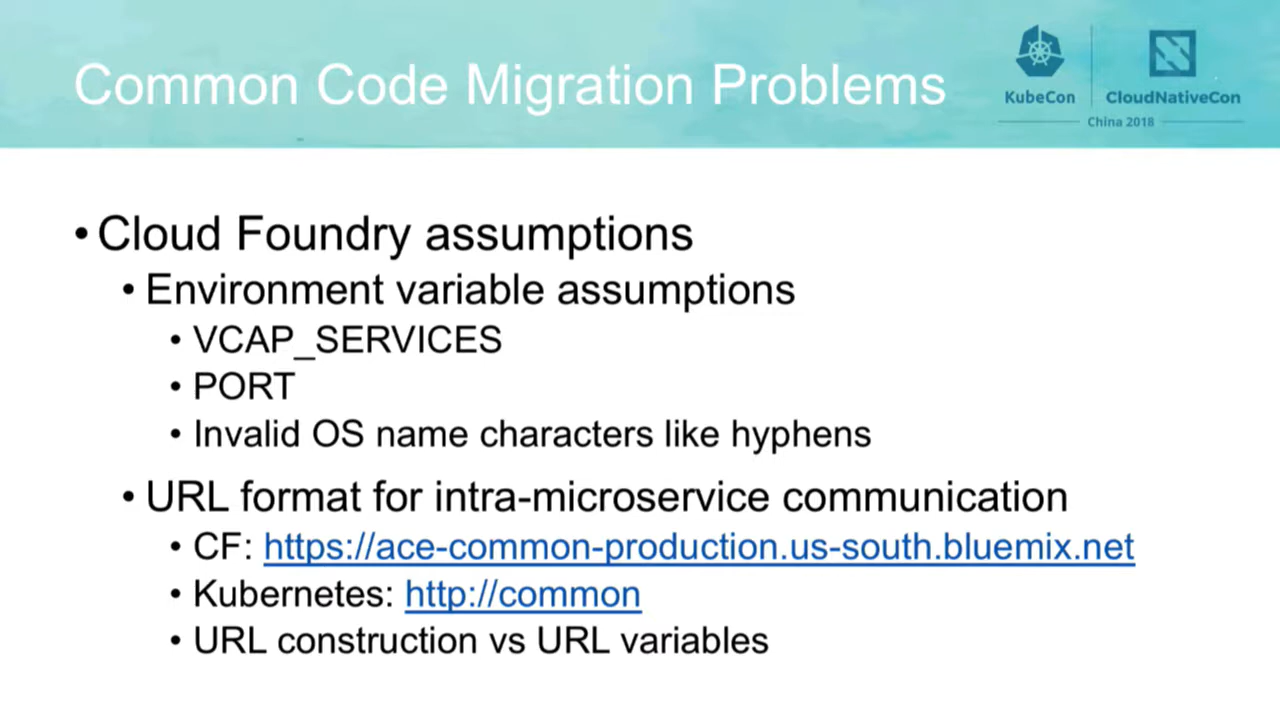 Common Code Migration Problems
KubeCon
CloudNativeCon
China 2018
• Cloud Foundry assumptions
• Environment variable assumptions
• VCAP_SERVICES
• PORT
• Invalid OS name characters like hyphens
• URL format for intra-microservice communication
• CF: https://ace-common-production.us-south.bluemix.net
• Kubernetes: http://common
• URL construction vs URL variables